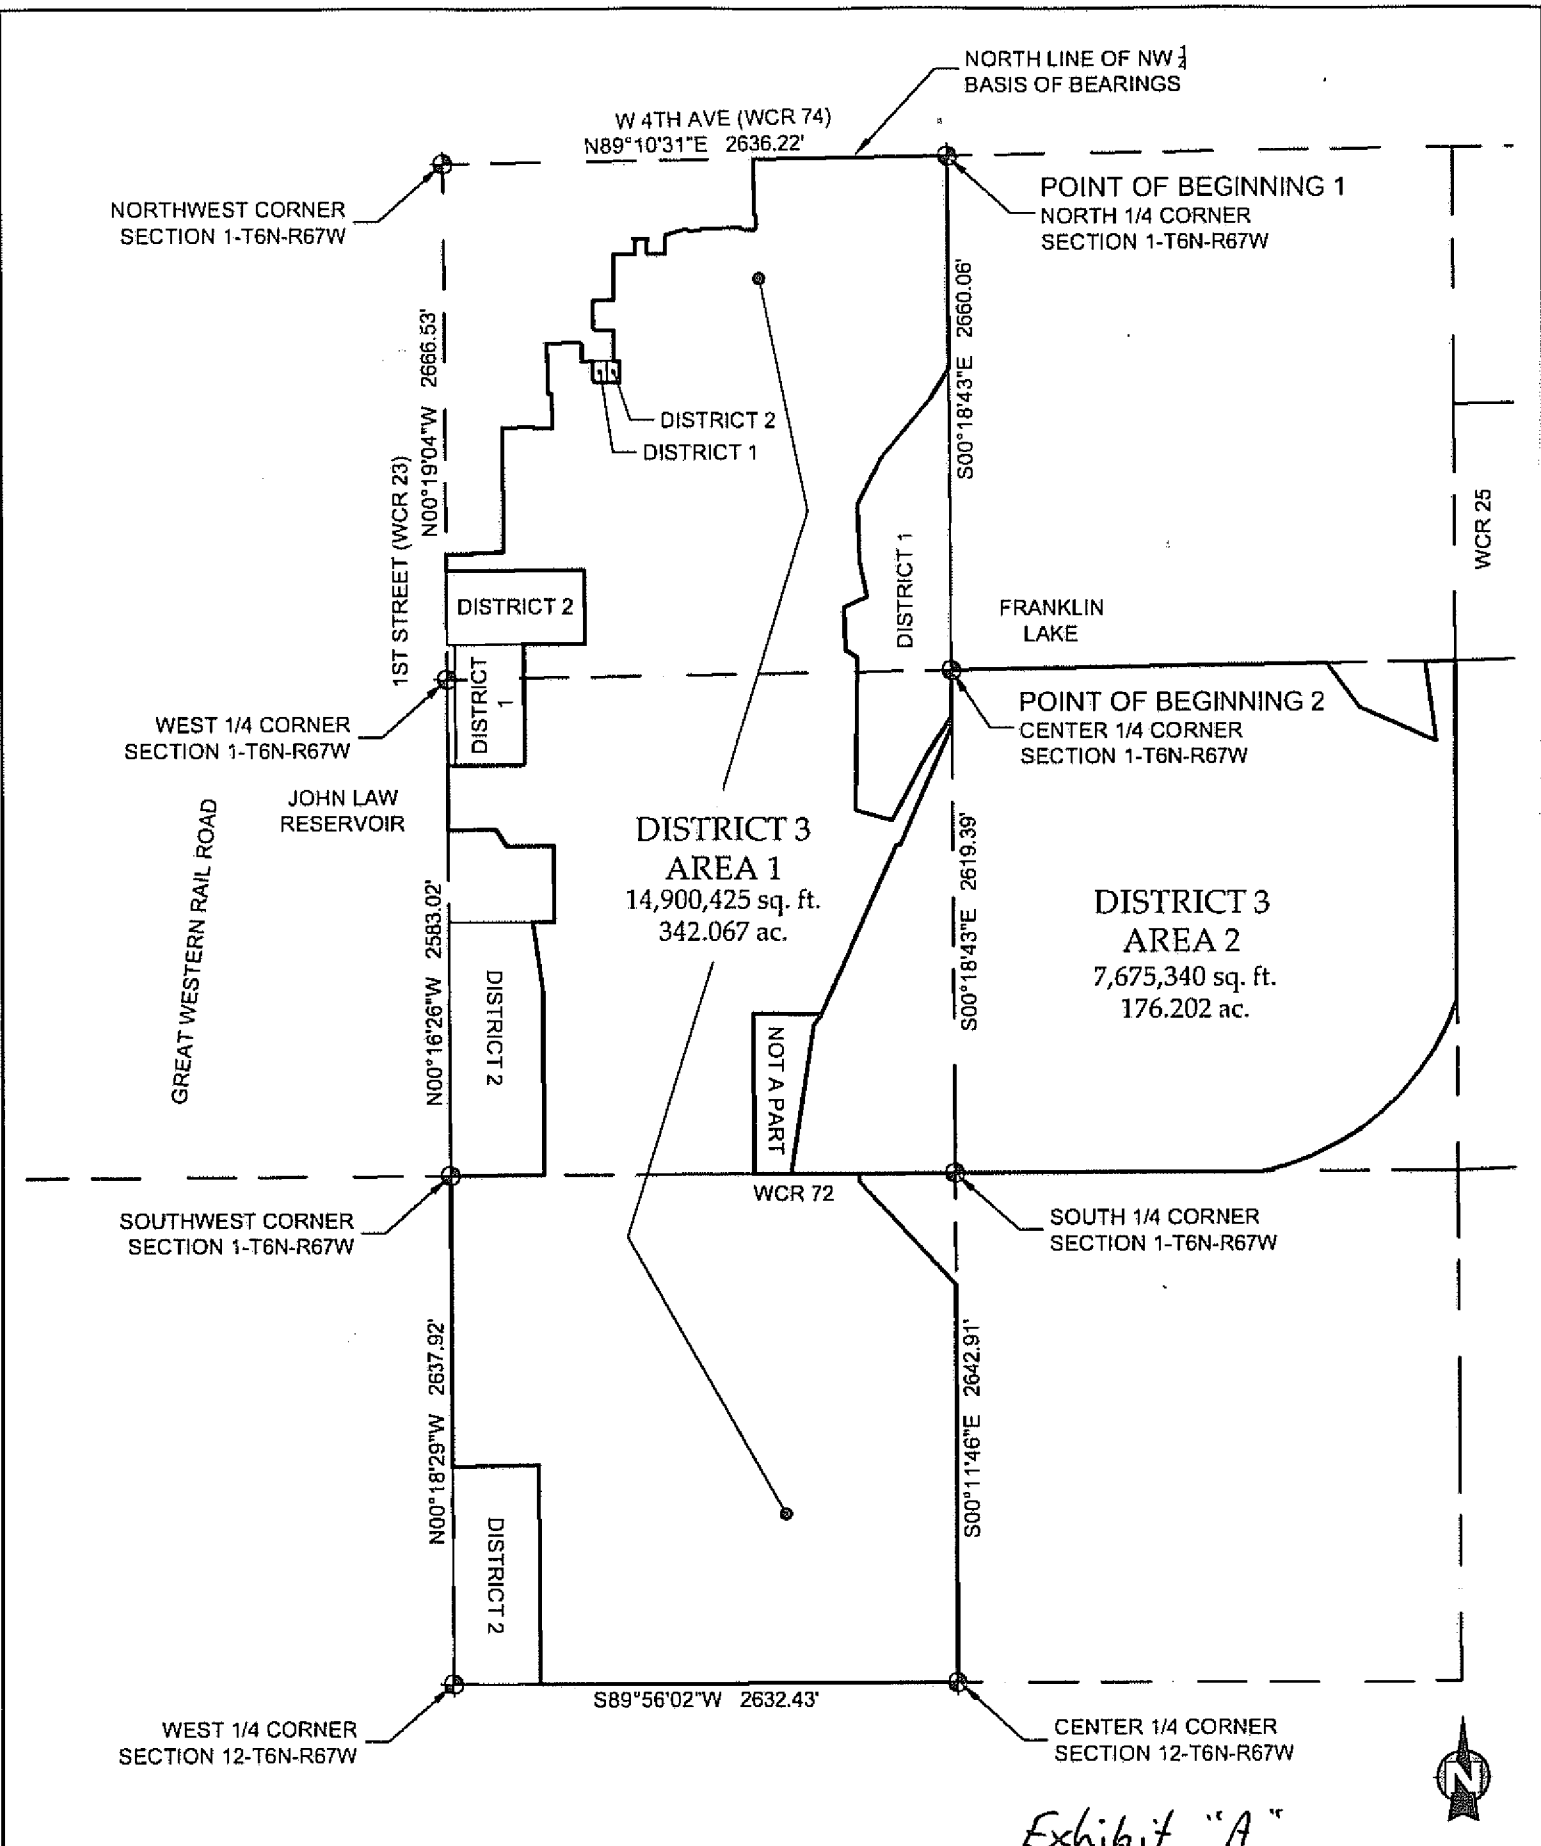 NORTH LINE OF NW 1/4
BASIS OF BEARINGS
W 4TH AVE (WCR 74)
N89°10'31"E 2636.22'
NORTHWEST CORNER
SECTION 1-T6N-R67W
POINT OF BEGINNING 1
NORTH 1/4 CORNER
SECTION 1-T6N-R67W
1ST STREET (WCR 23)
N00°19'04"W 2666.53'
S00°18'43"E 2660.06'
WCR 25
DISTRICT 2
DISTRICT 1
DISTRICT 1
DISTRICT 2
FRANKLIN
LAKE
DISTRICT
1
WEST 1/4 CORNER
SECTION 1-T6N-R67W
POINT OF BEGINNING 2
CENTER 1/4 CORNER
SECTION 1-T6N-R67W
JOHN LAW
RESERVOIR
GREAT WESTERN RAIL ROAD
DISTRICT 3
AREA 1
14,900,425 sq. ft.
342.067 ac.
N00°16'26"W 2583.02'
S00°18'43"E 2619.39'
DISTRICT 3
AREA 2
7,675,340 sq. ft.
176.202 ac.
DISTRICT 2
NOT A PART
WCR 72
SOUTHWEST CORNER
SECTION 1-T6N-R67W
SOUTH 1/4 CORNER
SECTION 1-T6N-R67W
N00°18'29"W 2637.92'
S00°11'46"E 2642.91'
DISTRICT 2
S89°56'02"W 2632.43'
WEST 1/4 CORNER
SECTION 12-T6N-R67W
CENTER 1/4 CORNER
SECTION 12-T6N-R67W
N
Exhibit "A"